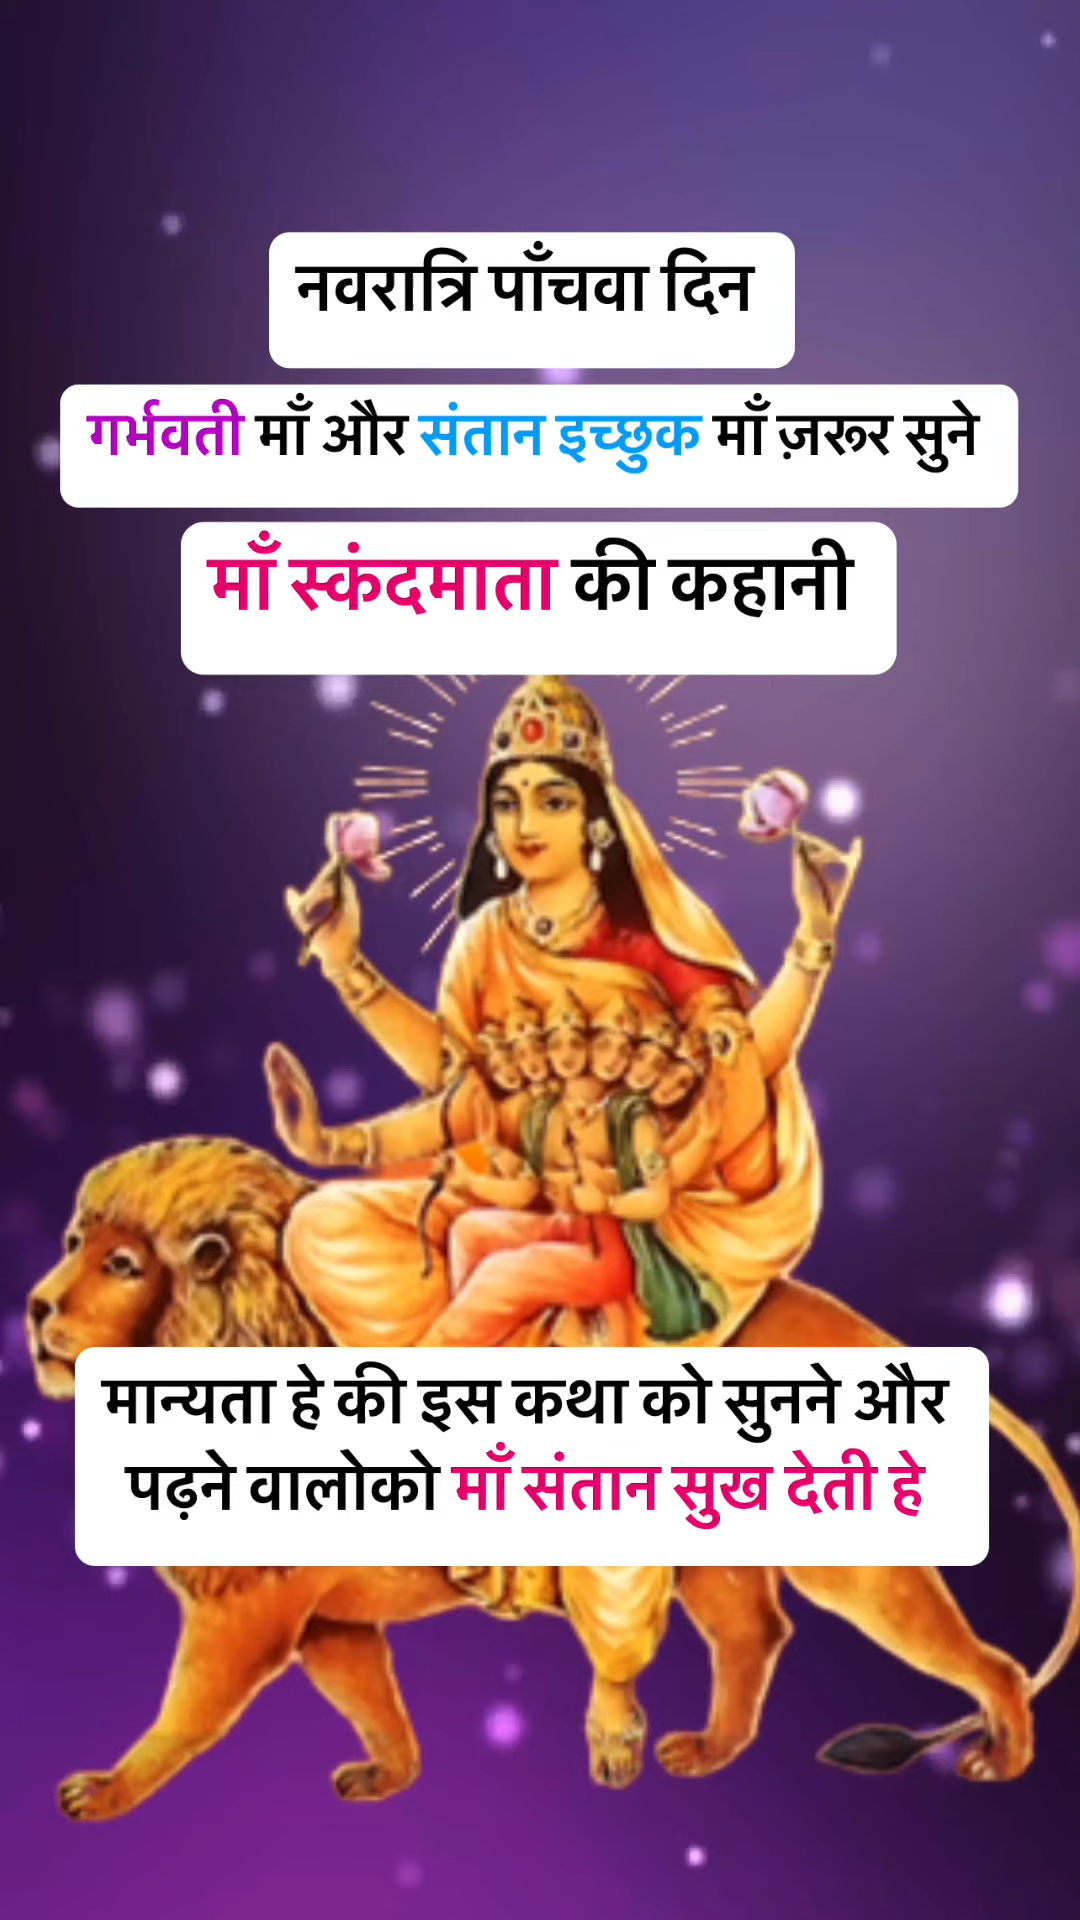 नवरात्रि पाँचवा दिन
गर्भवती माँ और संतान इच्छुक माँ ज़रूर सुने
माँ स्कंदमाता की कहानी
मान्यता हे की इस कथा को सुनने और
पढ़ने वालोको माँ संतान सुख देती हे